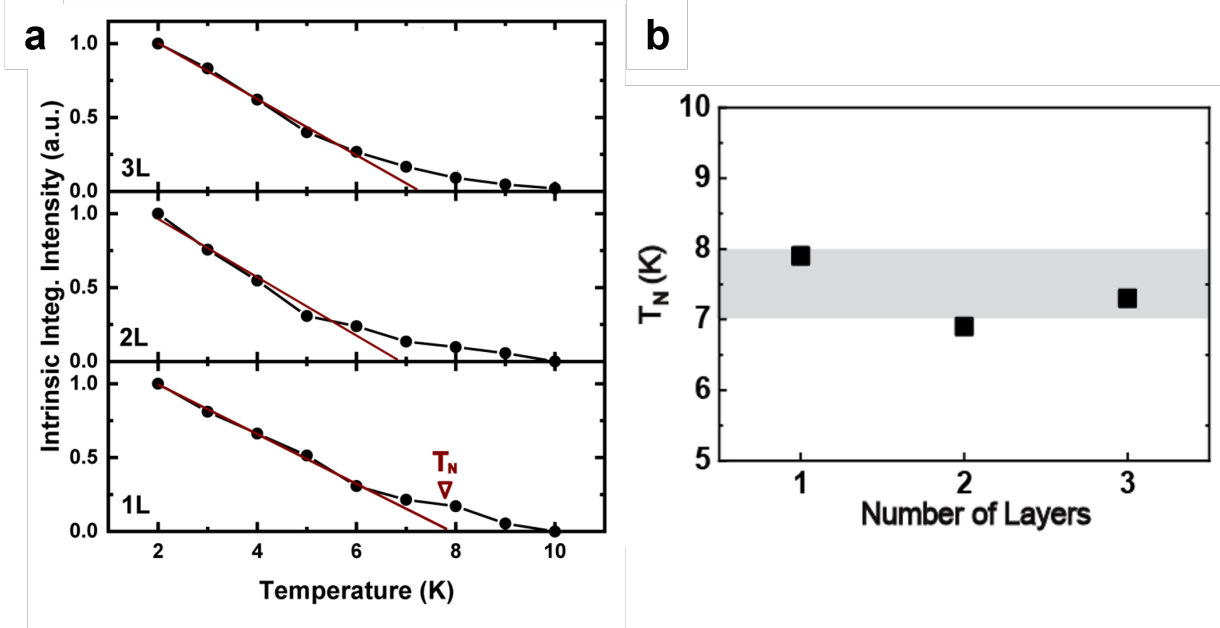 a
Intrinsic Integ. Intensity (a.u.)
1.0
0.5
0.0
3L
1.0
0.5
0.0
2L
1.0
0.5
0.0
1L
TN
2 4 6 8 10
Temperature (K)
b
TN (K)
10
9
8
7
6
5
1 2 3
Number of Layers